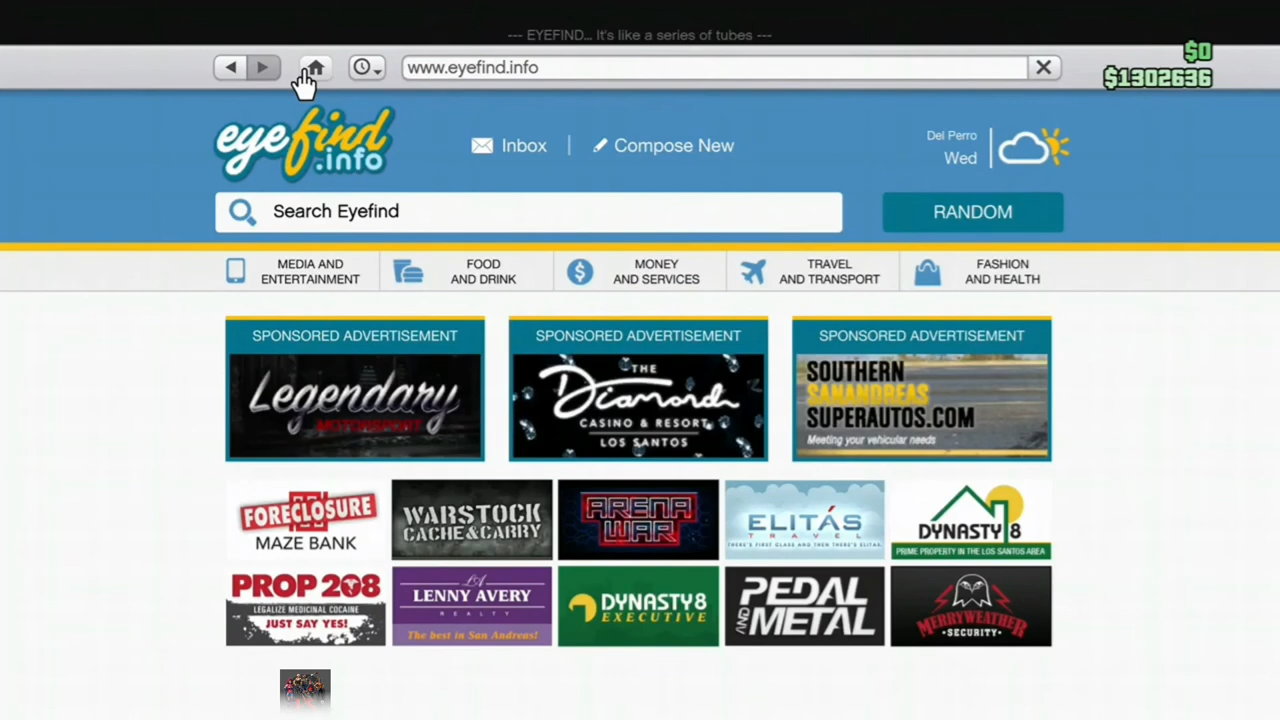 --- EYEFIND... It's like a series of tubes ---
$0
www.eyefind.info
$1302636
eyefind
.info
Inbox
Compose New
Del Perro
Wed
Search Eyefind
RANDOM
MEDIA AND
ENTERTAINMENT
FOOD
AND DRINK
MONEY
AND SERVICES
TRAVEL
AND TRANSPORT
FASHION
AND HEALTH
SPONSORED ADVERTISEMENT
Legendary
MOTORSPORT
SPONSORED ADVERTISEMENT
THE
Diamond
CASINO & RESORT
LOS SANTOS
SPONSORED ADVERTISEMENT
SOUTHERN
SANANDREAS
SUPERAUTOS.COM
Meeting your vehicular needs
FORECLOSURE
MAZE BANK
WARSTOCK
CACHE&CARRY
ARENA
WAR
ELITÁS
TRAVEL
THERE'S FIRST CLASS AND THEN THERE'S ELITAS
DYNASTY 8
PRIME PROPERTY IN THE LOS SANTOS AREA
PROP 208
LEGALIZE MEDICINAL COCAINE
JUST SAY YES!
LA
LENNY AVERY
REALTY
The best in San Andreas!
DYNASTY8
EXECUTIVE
PEDAL
AND METAL
MERRYWEATHER
SECURITY